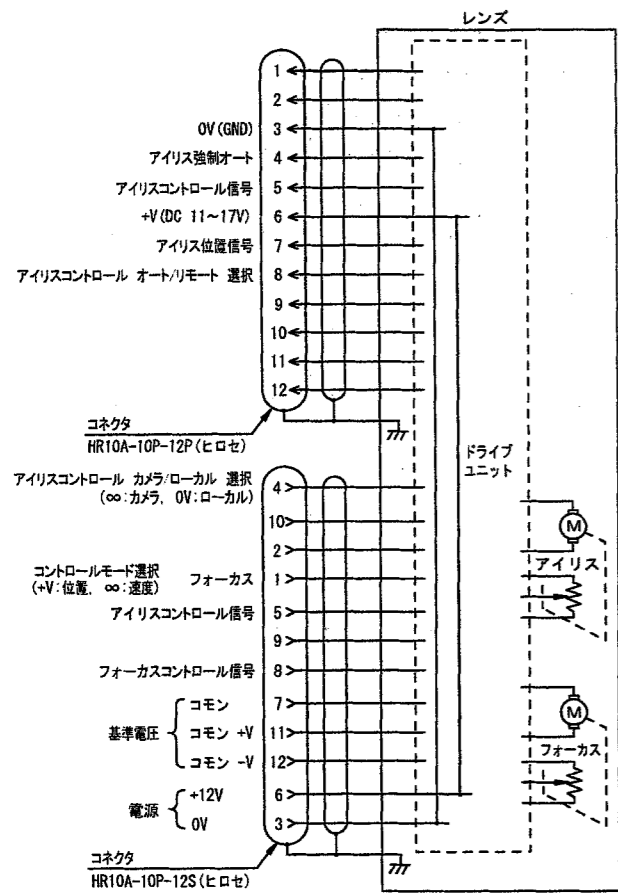 レンズ
1
2
0V(GND) 3
アイリス強制オート 4
アイリスコントロール信号 5
+V(DC 11~17V) 6
アイリス位置信号 7
アイリスコントロール オート/リモート 選択 8
9
10
11
12
コネクタ
HR10A-10P-12P(ヒロセ)
ドライブ
ユニット
アイリスコントロール カメラ/ローカル 選択 4
(∞:カメラ, 0V:ローカル)
10
2
コントロールモード選択 フォーカス 1
(+V:位置, ∞:速度)
アイリスコントロール信号 5
9
フォーカスコントロール信号 8
基準電圧 コモン 7
コモン +V 11
コモン -V 12
電源 +12V 6
0V 3
コネクタ
HR10A-10P-12S(ヒロセ)
M
アイリス
M
フォーカス